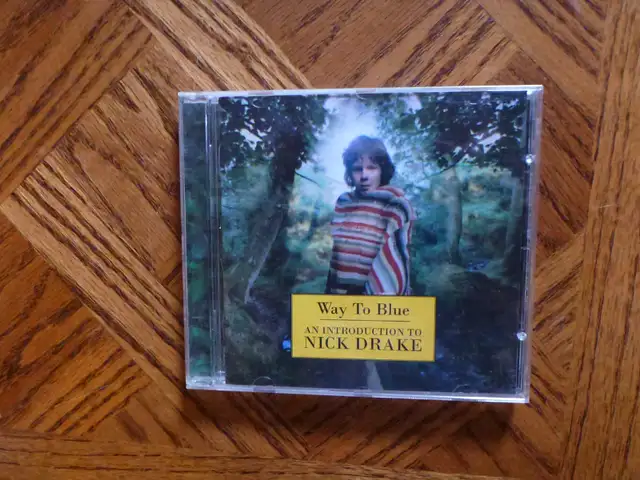 Way To Blue
AN INTRODUCTION TO
NICK DRAKE